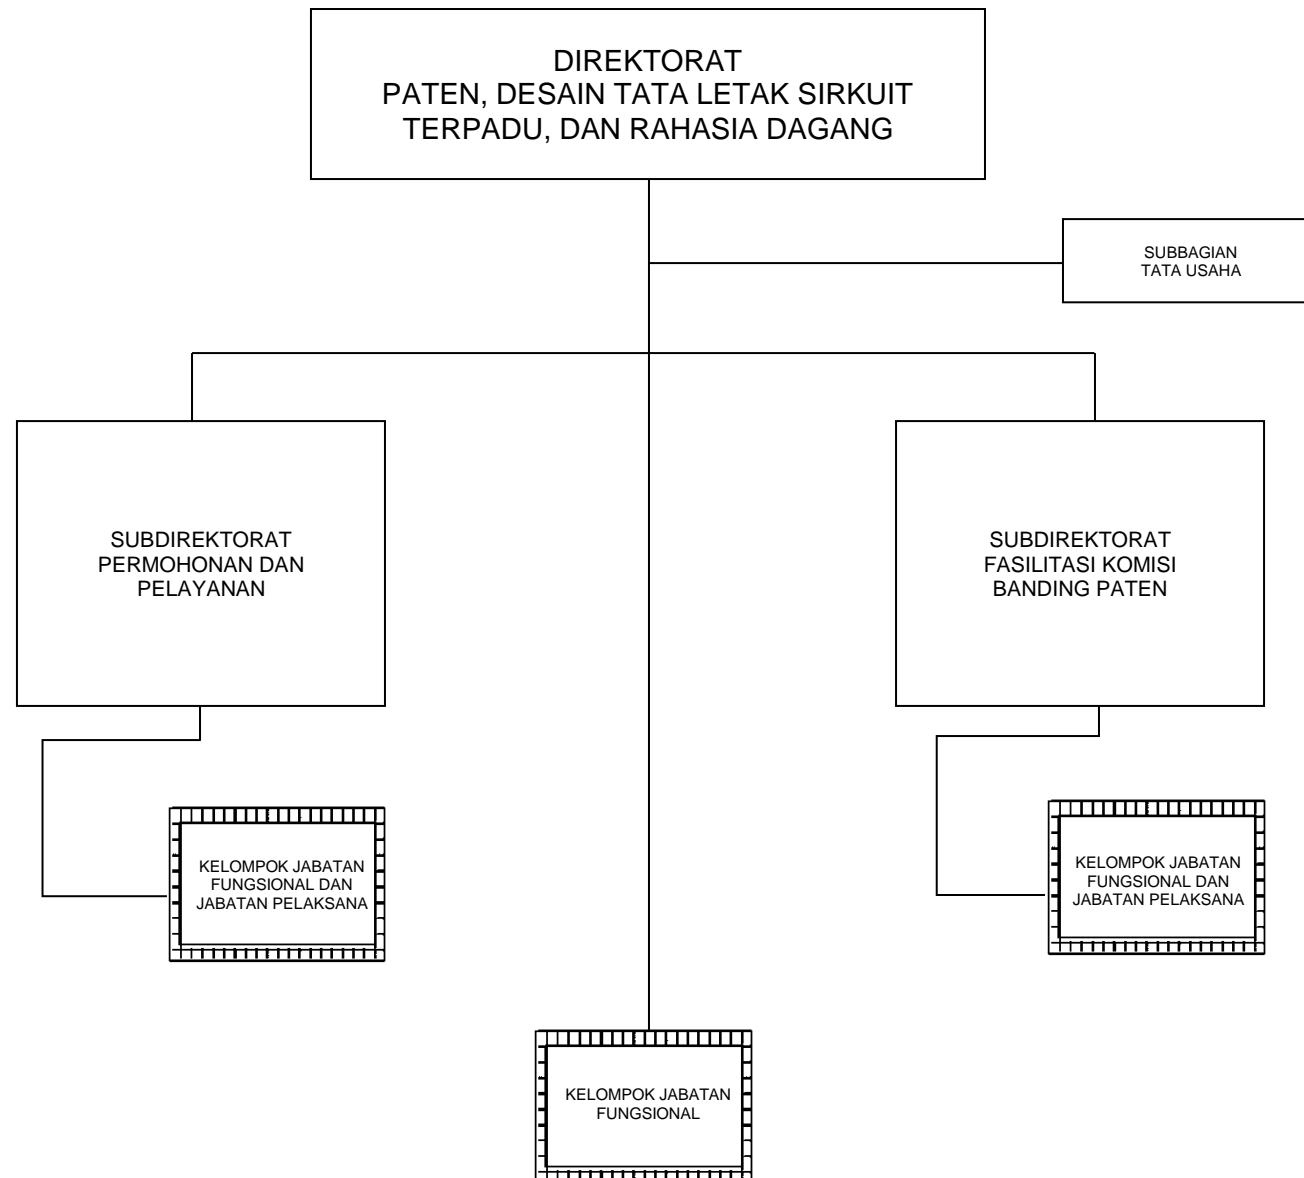 DIREKTORAT
PATEN, DESAIN TATA LETAK SIRKUIT
TERPADU, DAN RAHASIA DAGANG
SUBBAGIAN
TATA USAHA
SUBDIREKTORAT
PERMOHONAN DAN
PELAYANAN
SUBDIREKTORAT
FASILITASI KOMISI
BANDING PATEN
KELOMPOK JABATAN
FUNGSIONAL DAN
JABATAN PELAKSANA
KELOMPOK JABATAN
FUNGSIONAL DAN
JABATAN PELAKSANA
KELOMPOK JABATAN
FUNGSIONAL